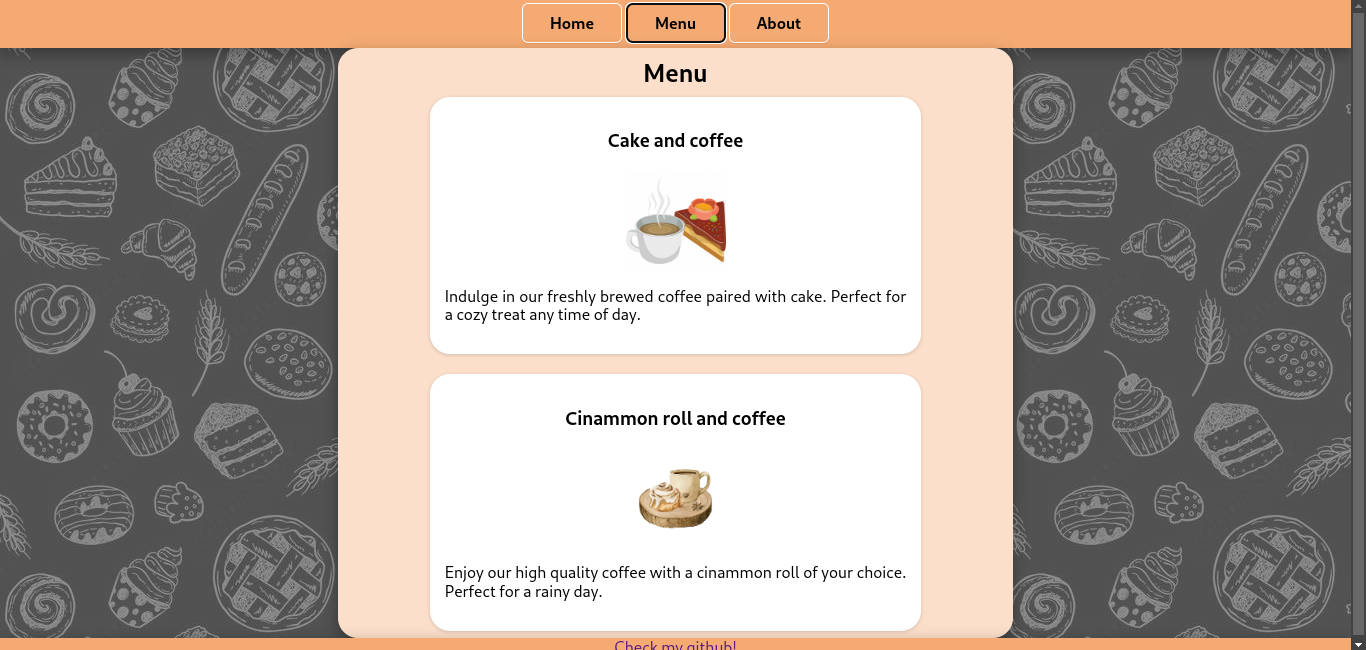 Home Menu About
Menu
Cake and coffee
Indulge in our freshly brewed coffee paired with cake. Perfect for
a cozy treat any time of day.
Cinammon roll and coffee
Enjoy our high quality coffee with a cinammon roll of your choice.
Perfect for a rainy day.
Check my github!